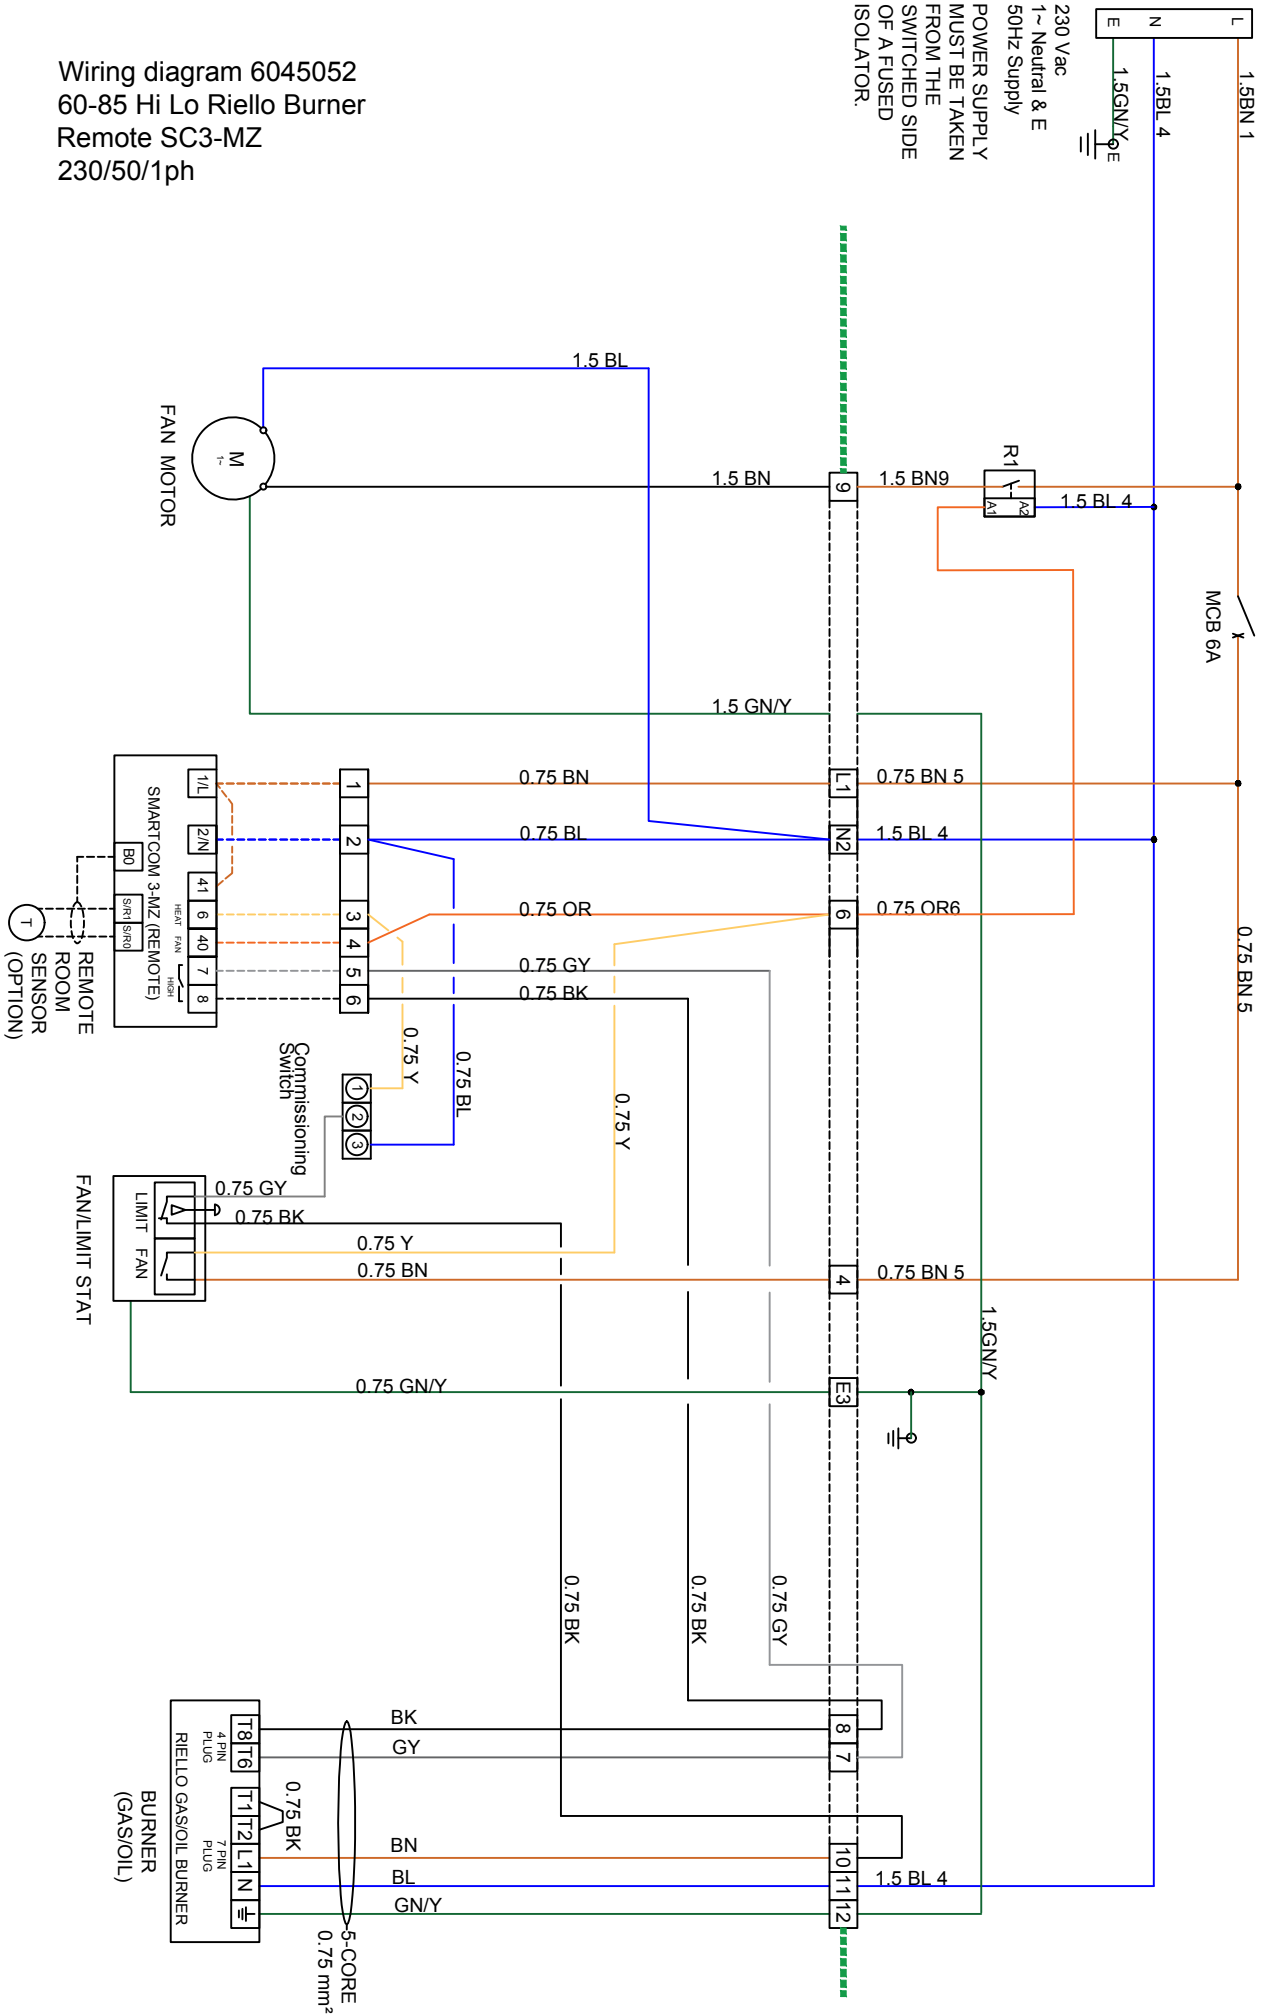 Wiring diagram 6045052
60-85 Hi Lo Riello Burner
Remote SC3-MZ
230/50/1ph
L
N
E
1.5BN 1
1.5BL 4
1.5GN/Y
E
230 Vac
1~ Neutral & E
50Hz Supply
POWER SUPPLY
MUST BE TAKEN
FROM THE
SWITCHED SIDE
OF A FUSED
ISOLATOR.
1.5 BL
FAN MOTOR
M
1~
1.5 BN
9
1.5 BN9
R1
A1
A2
1.5 BL 4
MCB 6A
1.5 GN/Y
1/L
2/N
41
6
40
7
8
HEAT
FAN
HIGH
SMARTCOM 3-MZ (REMOTE)
B0
S/R1
S/R0
T
REMOTE
ROOM
SENSOR
(OPTION)
1
2
3
4
5
6
0.75 BN
L1
0.75 BN 5
0.75 BL
N2
1.5 BL 4
0.75 OR
6
0.75 OR6
0.75 GY
0.75 BK
0.75 BN 5
0.75 Y
0.75 BL
Commissioning
Switch
1
2
3
0.75 Y
0.75 GY
0.75 BK
0.75 Y
0.75 BN
4
0.75 BN 5
LIMIT
FAN
FAN/LIMIT STAT
0.75 GN/Y
E3
1.5GN/Y
0.75 BK
0.75 BK
0.75 GY
BK
8
GY
7
T8
T6
4 PIN
PLUG
T1
T2
L1
N
7 PIN
PLUG
RIELLO GAS/OIL BURNER
BURNER
(GAS/OIL)
0.75 BK
BN
10
BL
11
1.5 BL 4
GN/Y
12
5-CORE
0.75 mm²